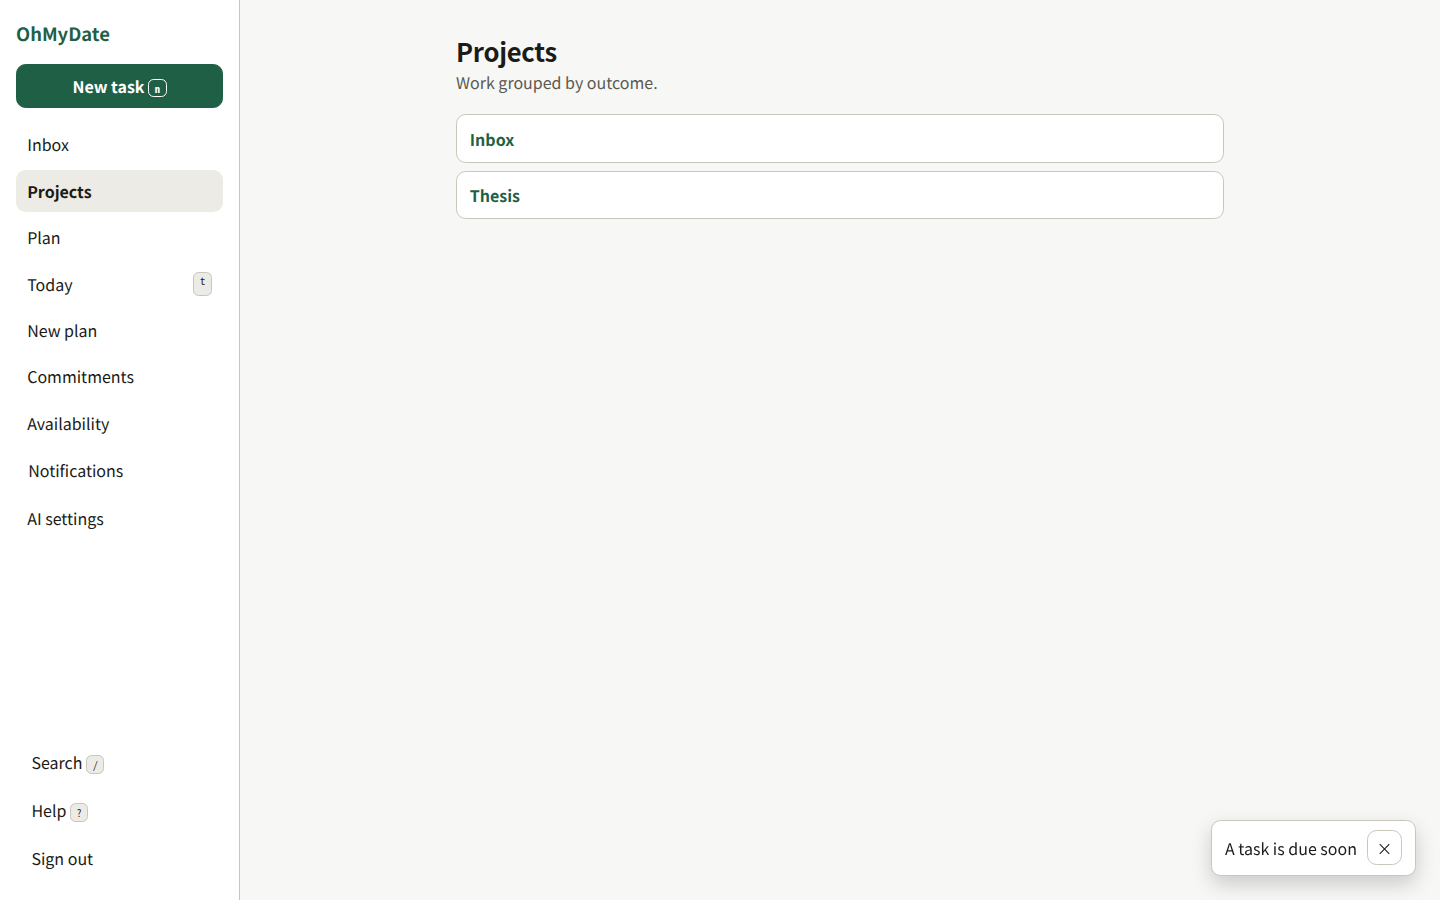 OhMyDate
New task n
Inbox
Projects
Plan
Today t
New plan
Commitments
Availability
Notifications
AI settings
Search /
Help ?
Sign out
Projects
Work grouped by outcome.
Inbox
Thesis
A task is due soon